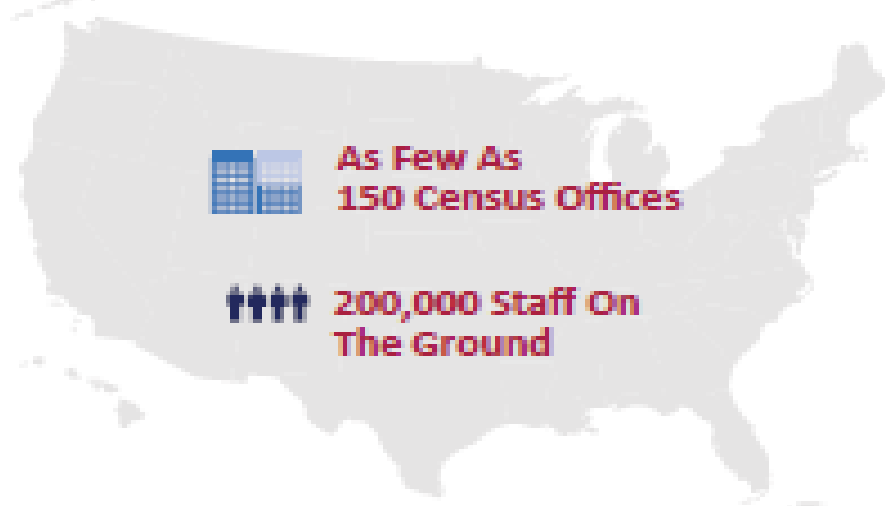 As Few As
150 Census Offices
200,000 Staff On
The Ground